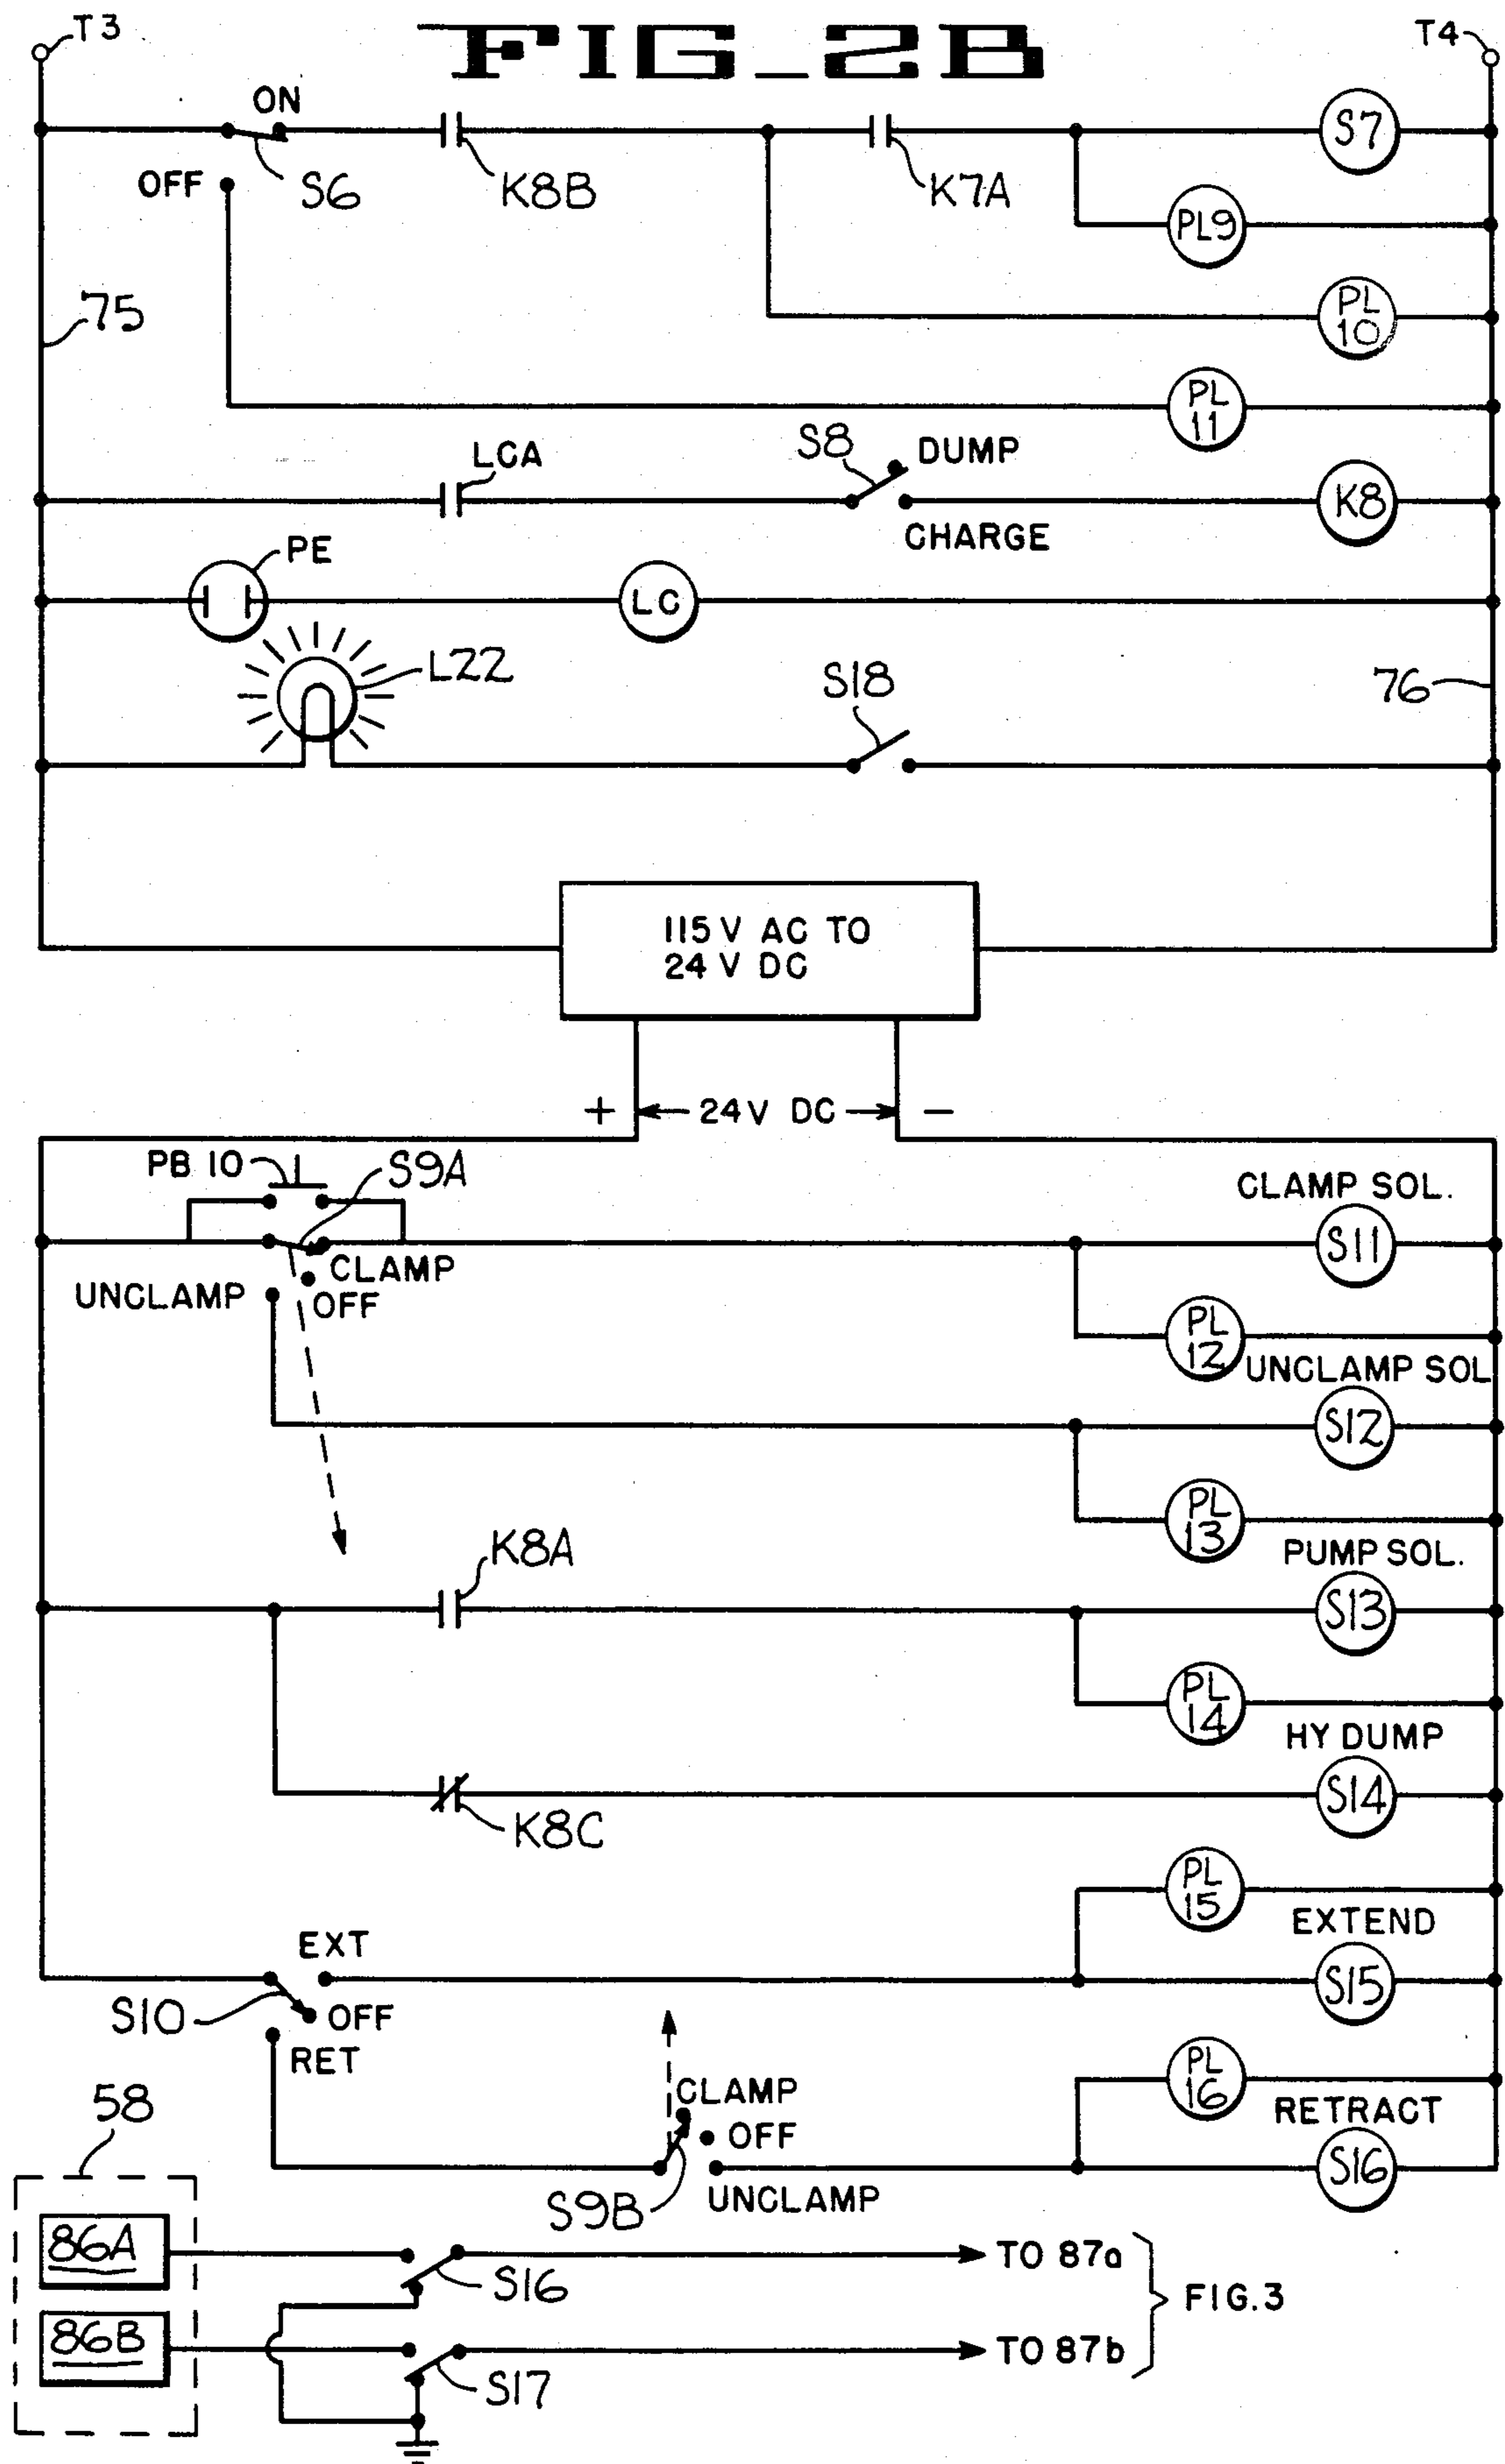 T3
FIG_2B
T4
ON
S7
OFF
S6
K8B
K7A
PL9
75
PL
10
PL
11
LCA
S8
DUMP
CHARGE
K8
PE
LC
L22
S18
76
115 V AC TO
24 V DC
+ 24V DC -
PB 10
S9A
CLAMP SOL.
S11
CLAMP
UNCLAMP
OFF
PL
12
UNCLAMP SOL
S12
PL
13
K8A
PUMP SOL.
S13
PL
14
HY DUMP
S14
K8C
PL
15
EXT
EXTEND
S15
S10
OFF
RET
PL
16
58
CLAMP
OFF
RETRACT
S16
S9B
UNCLAMP
86A
S16
TO 87a
FIG.3
86B
S17
TO 87b